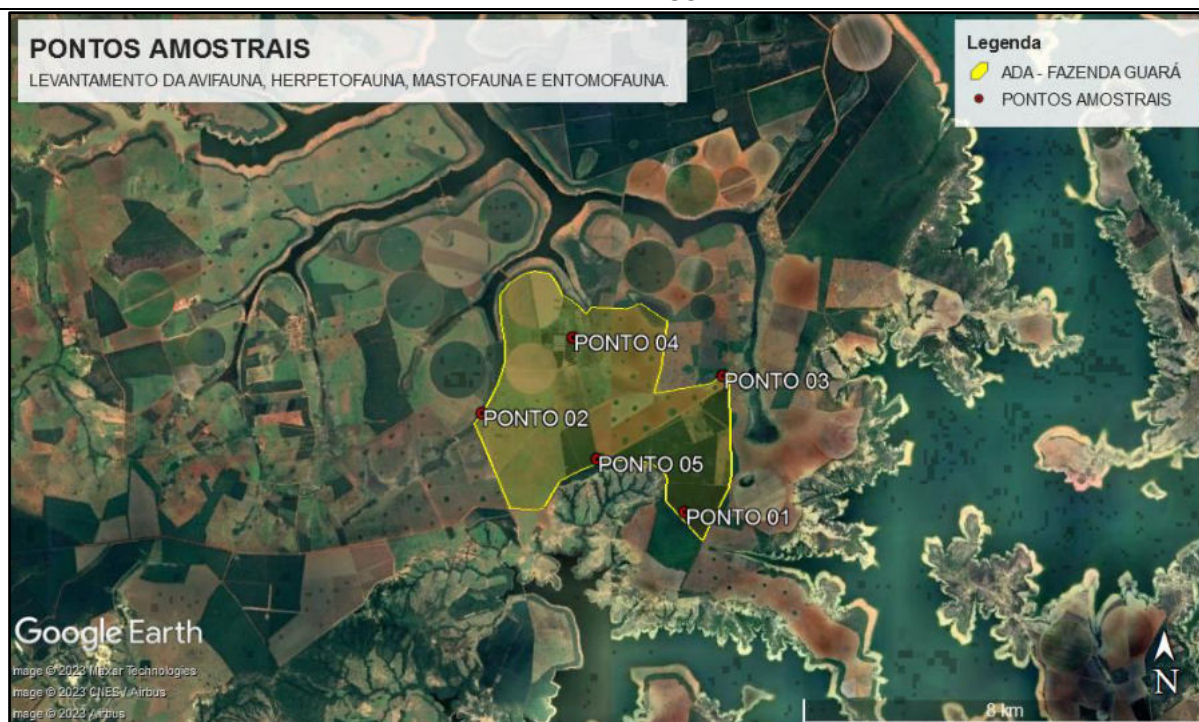 PONTOS AMOSTRAIS
LEVANTAMENTO DA AVIFAUNA, HERPETOFAUNA, MASTOFAUNA E ENTOMOFAUNA.
Legenda
ADA - FAZENDA GUARÁ
PONTOS AMOSTRAIS
PONTO 04
PONTO 03
PONTO 02
PONTO 05
PONTO 01
Google Earth
Image © 2023 Maxar Technologies
Image © 2023 CNES / Airbus
Image © 2023 Airbus
8 km
N